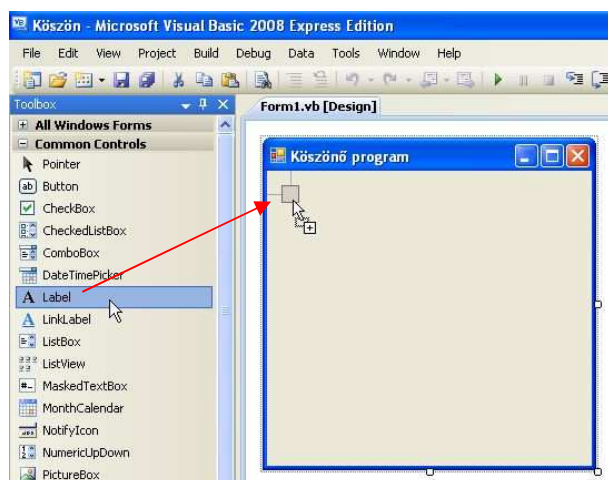 Köszön - Microsoft Visual Basic 2008 Express Edition
File Edit View Project Build Debug Data Tools Window Help
Toolbox
Form1.vb [Design]
All Windows Forms
Common Controls
Köszönő program
Pointer
ab Button
CheckBox
CheckedListBox
ComboBox
DateTimePicker
A Label
A LinkLabel
ListBox
ListView
#- MaskedTextBox
MonthCalendar
NotifyIcon
NumericUpDown
PictureBox